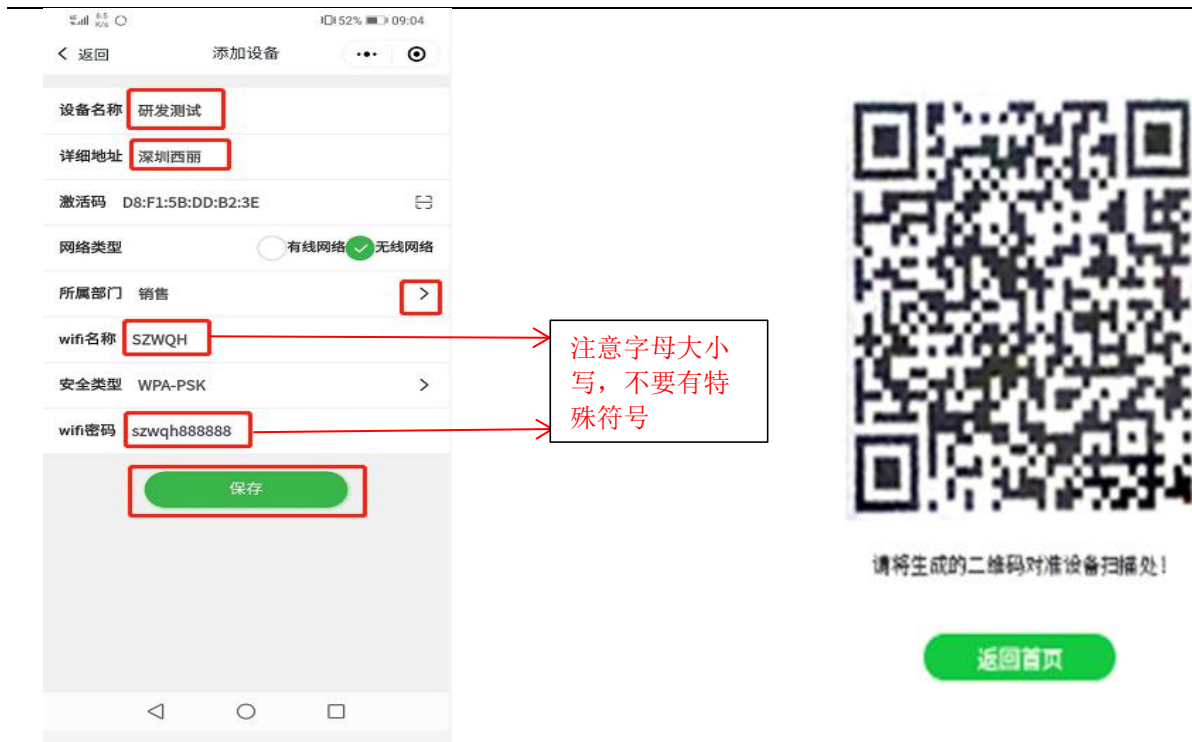 09:04
52%
返回
添加设备
设备名称 研发测试
详细地址 深圳西丽
激活码 D8:F1:5B:DD:B2:3E
网络类型 有线网络 无线网络
所属部门 销售
wifi名称 SZWQH
安全类型 WPA-PSK
wifi密码 szwqh888888
保存
注意字母大小
写，不要有特
殊符号
请将生成的二维码对准设备扫描处！
返回首页